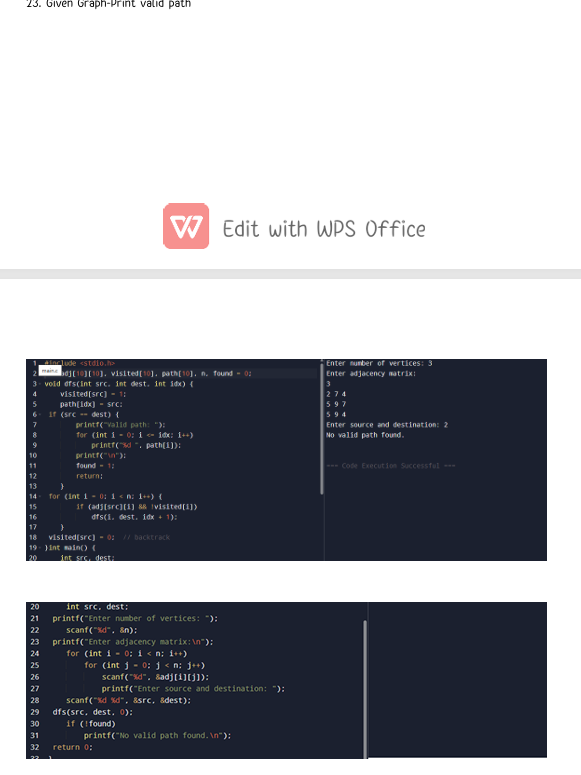 23. Given Graph-Print valid path
Edit with WPS Office
1 #include <stdio.h>
2 adj[10][10], visited[10], path[10], n, found = 0;
main.c
3 void dfs(int src, int dest, int idx) {
4 visited[src] = 1;
5 path[idx] = src;
6 if (src == dest) {
7 printf("Valid path: ");
8 for (int i = 0; i <= idx; i++)
9 printf("%d ", path[i]);
10 printf("\n");
11 found = 1;
12 return;
13 }
14 for (int i = 0; i < n; i++) {
15 if (adj[src][i] && !visited[i])
16 dfs(i, dest, idx + 1);
17 }
18 visited[src] = 0; // backtrack
19 }int main() {
20 int src, dest;
Enter number of vertices: 3
Enter adjacency matrix:
3
2 7 4
5 9 7
5 9 4
Enter source and destination: 2
No valid path found.
=== Code Execution Successful ===
20 int src, dest;
21 printf("Enter number of vertices: ");
22 scanf("%d", &n);
23 printf("Enter adjacency matrix:\n");
24 for (int i = 0; i < n; i++)
25 for (int j = 0; j < n; j++)
26 scanf("%d", &adj[i][j]);
27 printf("Enter source and destination: ");
28 scanf("%d %d", &src, &dest);
29 dfs(src, dest, 0);
30 if (!found)
31 printf("No valid path found.\n");
32 return 0;
33 }